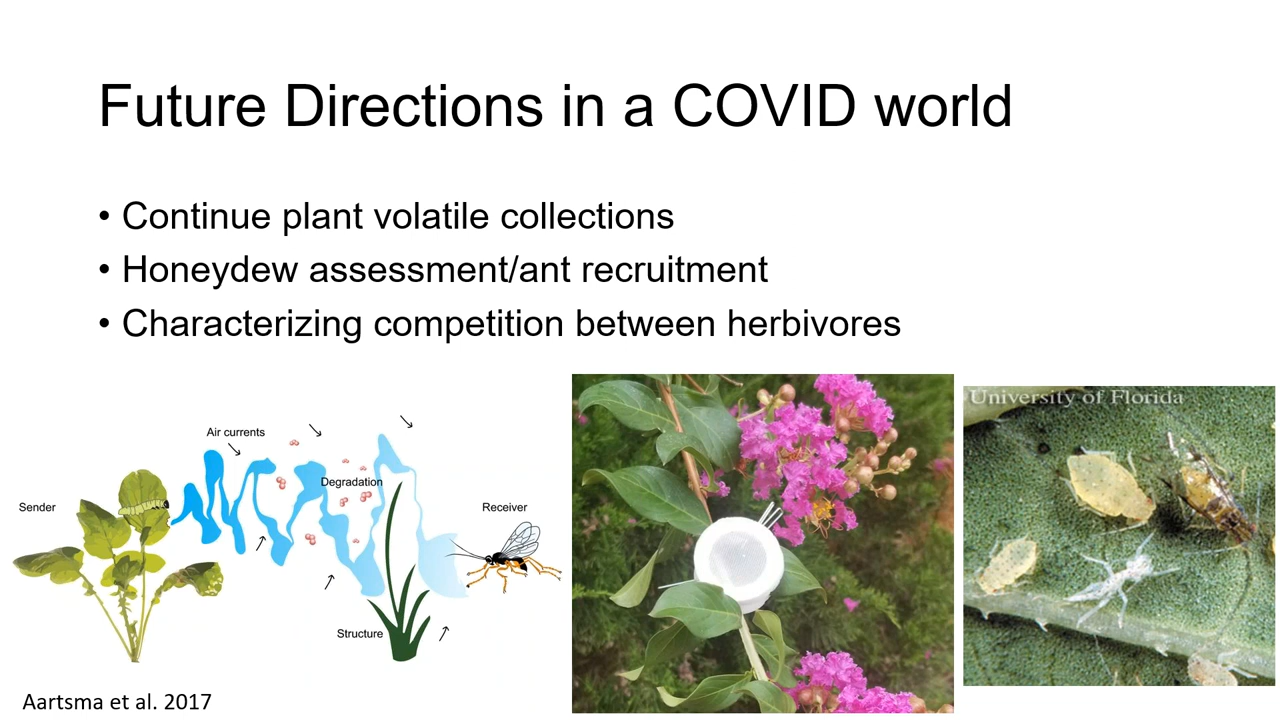 Future Directions in a COVID world
• Continue plant volatile collections
• Honeydew assessment/ant recruitment
• Characterizing competition between herbivores
Air currents
Degradation
Sender
Receiver
Structure
Aartsma et al. 2017
University of Florida